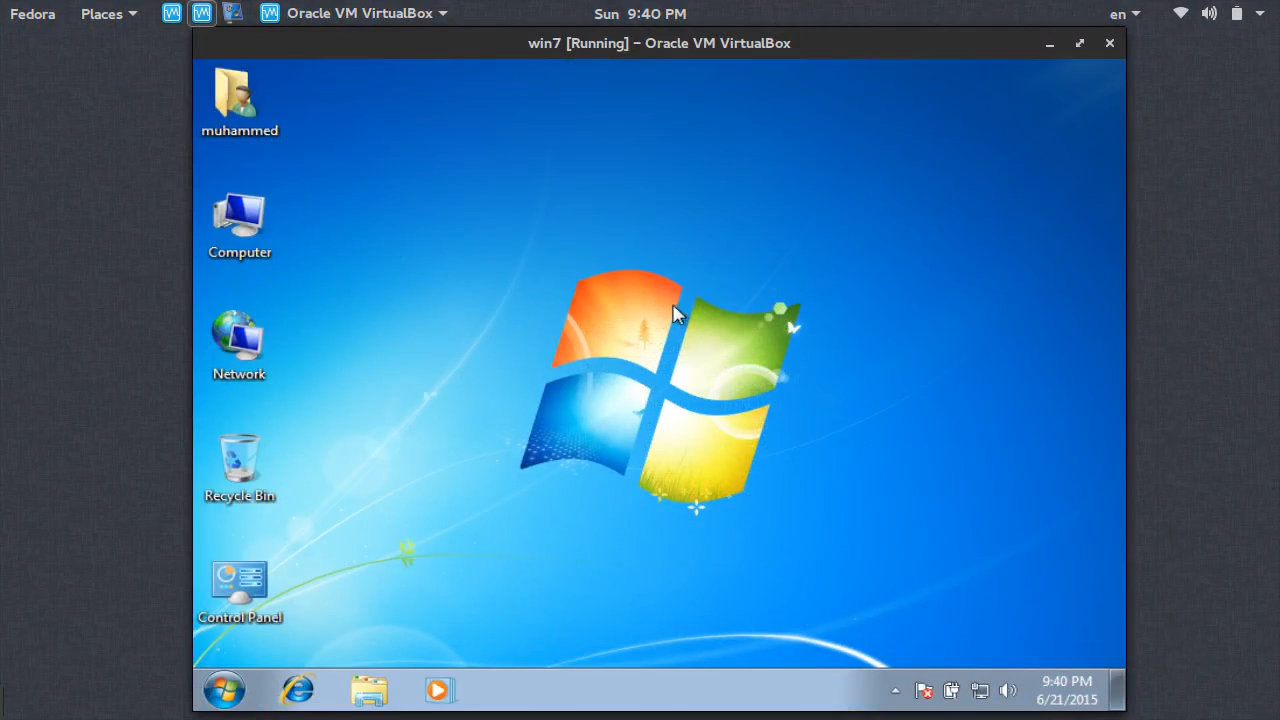 Fedora Places Oracle VM VirtualBox Sun 9:40 PM en
win7 [Running] – Oracle VM VirtualBox
muhammed
Computer
Network
Recycle Bin
Control Panel
9:40 PM
6/21/2015